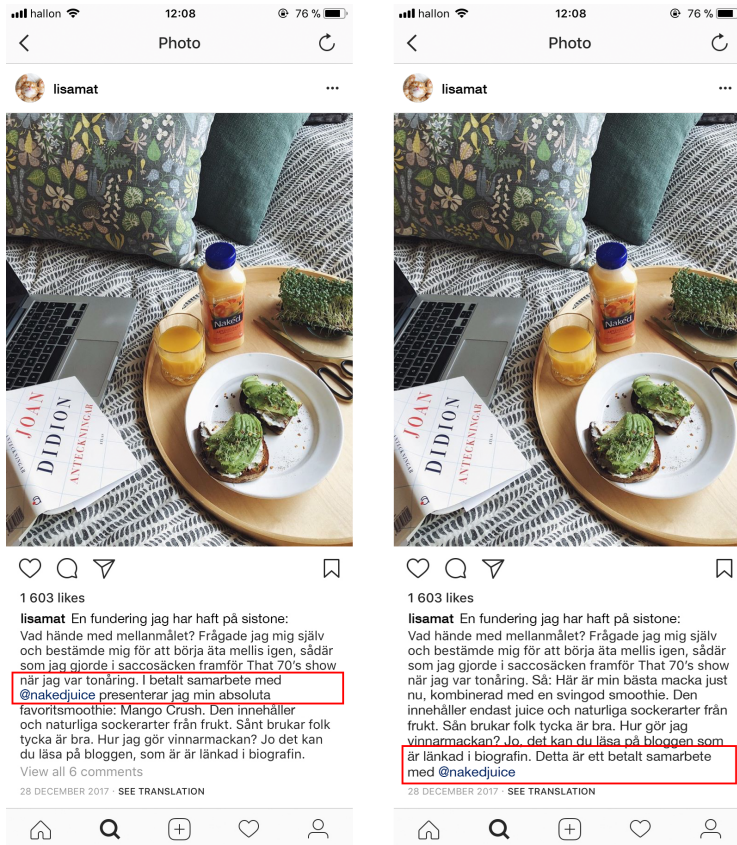 hallon
12:08
76 %
Photo
lisamat
Naked
JOAN
DIDION
ANTECKNINGAR
1 603 likes
lisamat En fundering jag har haft på sistone:
Vad hände med mellanmålet? Frågade jag mig själv
och bestämde mig för att börja äta mellis igen, sådär
som jag gjorde i saccosäcken framför That 70's show
när jag var tonåring. I betalt samarbete med
@nakedjuice presenterar jag min absoluta
favoritsmoothie: Mango Crush. Den innehåller
och naturliga sockerarter från frukt. Sånt brukar folk
tycka är bra. Hur jag gör vinnarmackan? Jo det kan
du läsa på bloggen, som är är länkad i biografin.
View all 6 comments
28 DECEMBER 2017 · SEE TRANSLATION
hallon
12:08
76 %
Photo
lisamat
Naked
JOAN
DIDION
ANTECKNINGAR
1 603 likes
lisamat En fundering jag har haft på sistone:
Vad hände med mellanmålet? Frågade jag mig själv
och bestämde mig för att börja äta mellis igen, sådär
som jag gjorde i saccosäcken framför That 70's show
när jag var tonåring. Så: Här är min bästa macka just
nu, kombinerad med en svingod smoothie. Den
innehåller endast juice och naturliga sockerarter från
frukt. Sån brukar folk tycka är bra. Hur gör jag
vinnarmackan? Jo, det kan du läsa på bloggen som
är länkad i biografin. Detta är ett betalt samarbete
med @nakedjuice
28 DECEMBER 2017 · SEE TRANSLATION